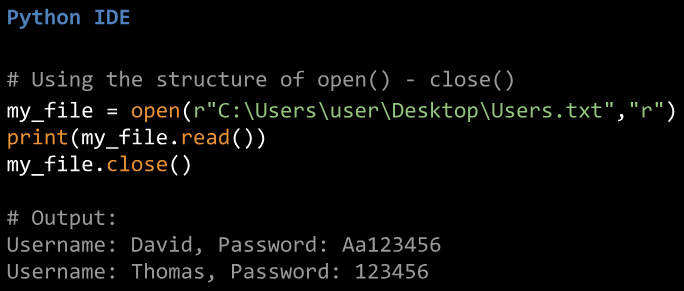 Python IDE
# Using the structure of open() - close()
my_file = open(r"C:\Users\user\Desktop\Users.txt","r")
print(my_file.read())
my_file.close()
# Output:
Username: David, Password: Aa123456
Username: Thomas, Password: 123456